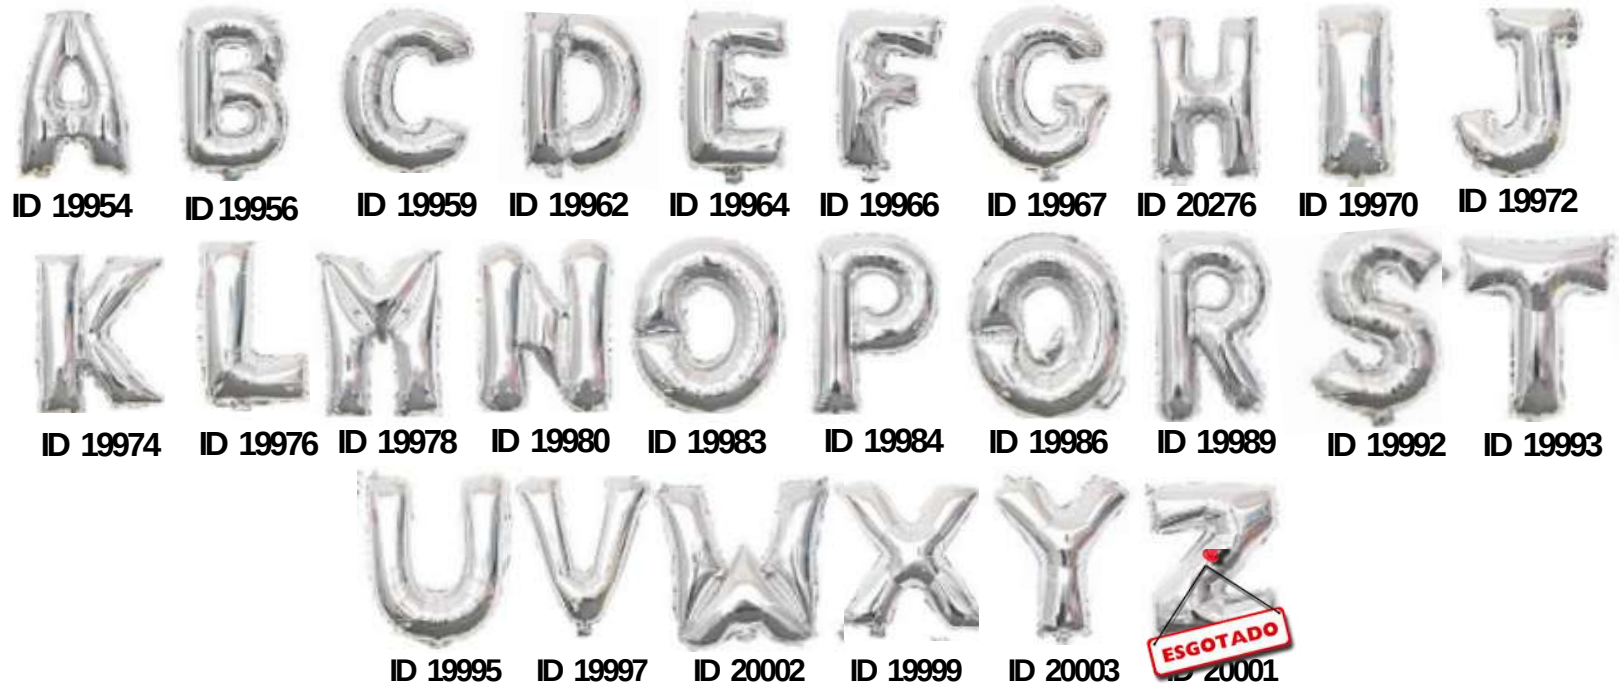 A B C D E F G H I J
ID 19954 ID 19956 ID 19959 ID 19962 ID 19964 ID 19966 ID 19967 ID 20276 ID 19970 ID 19972
K L M N O P Q R S T
ID 19974 ID 19976 ID 19978 ID 19980 ID 19983 ID 19984 ID 19986 ID 19989 ID 19992 ID 19993
U V W X Y Z
ESGOTADO
ID 19995 ID 19997 ID 20002 ID 19999 ID 20003 ID 20001